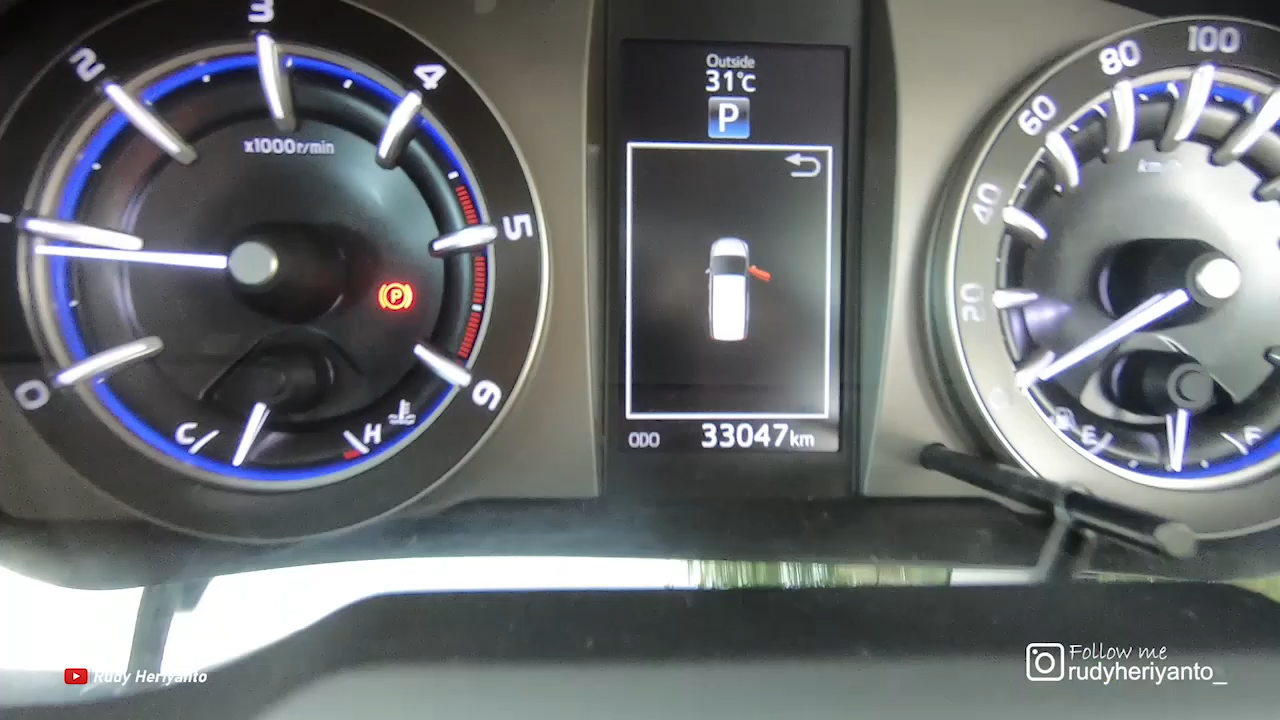 0
2
3
4
5
6
x1000r/min
P
C
H
Outside
31°C
P
ODO 33047km
20
40
60
80
100
E
F
Rudy Heriyanto
Follow me
rudyheriyanto_